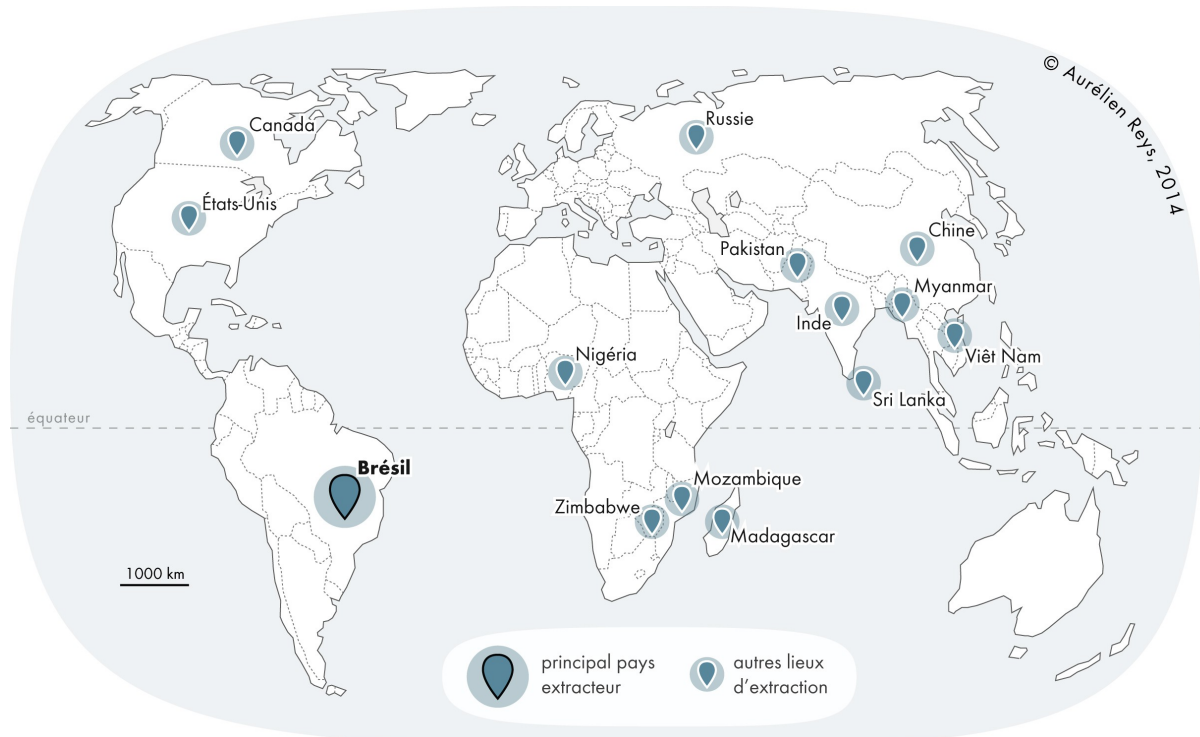 © Aurélien Reys, 2014
Canada
Russie
États-Unis
Chine
Pakistan
Myanmar
Inde
Viêt Nam
Nigéria
Sri Lanka
équateur
Brésil
Mozambique
Zimbabwe
Madagascar
1000 km
principal pays
extracteur
autres lieux
d'extraction